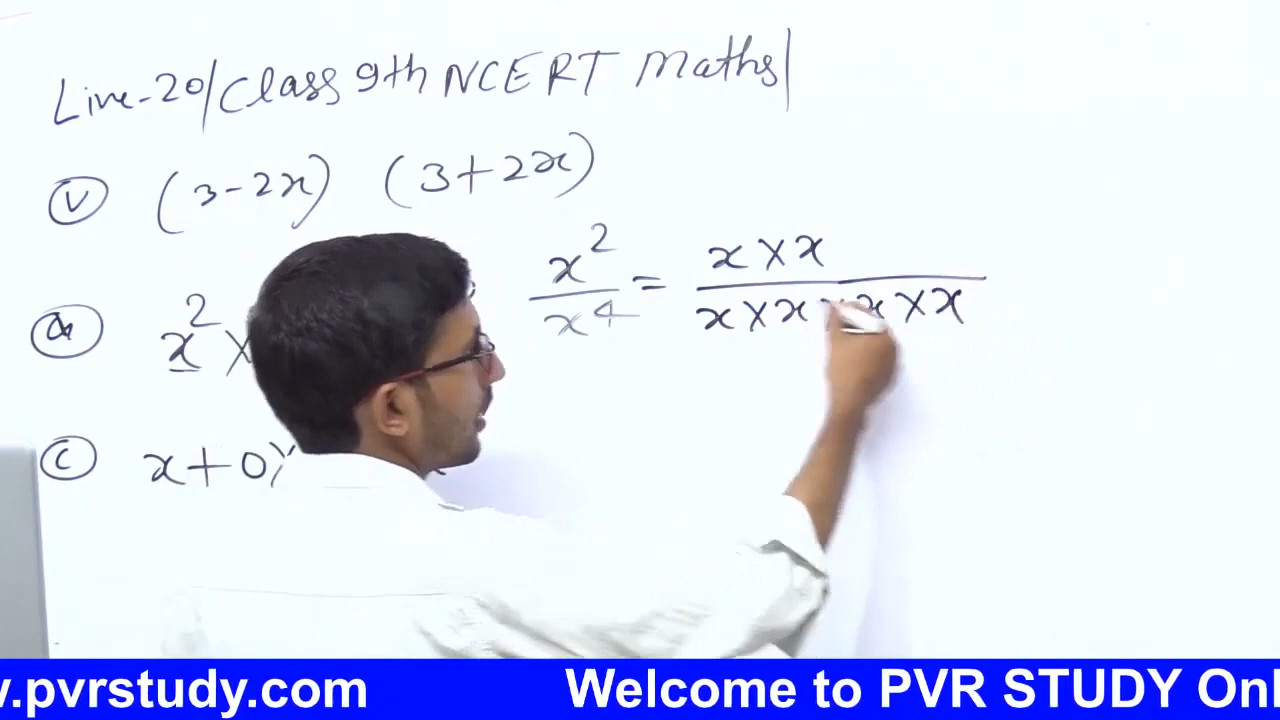 Live-20/Class 9th NCERT Maths/
(v) (3-2x) (3+2x)
x²/x⁴ = x×x/x×x×x×x
(a) x²×
(c) x+0
w.pvrstudy.com Welcome to PVR STUDY Onl